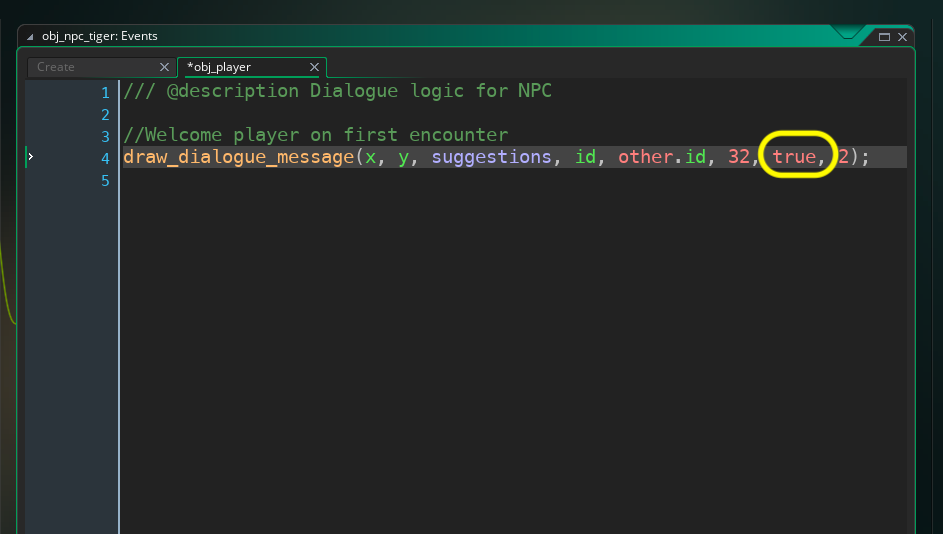 obj_npc_tiger: Events
Create *obj_player
1 /// @description Dialogue logic for NPC
2
3 //Welcome player on first encounter
4 draw_dialogue_message(x, y, suggestions, id, other.id, 32, true, 2);
5